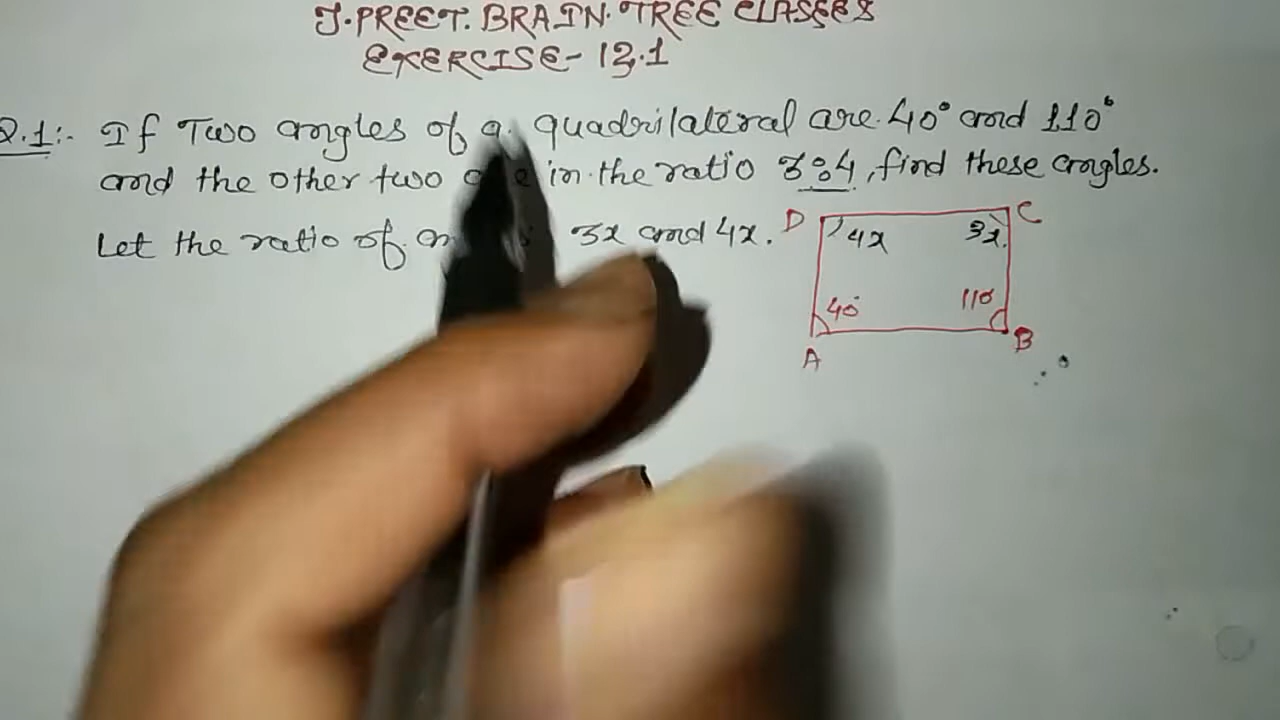 J.PREET. BRAIN. TREE CLASSES
EXERCISE- 12.1
Q.1:- If Two angles of a. quadrilateral are 40° and 110°
and the other two in the ratio 3:4, find these angles.
Let the ratio of 3x and 4x.
D C
4x 3x
40° 110
A B